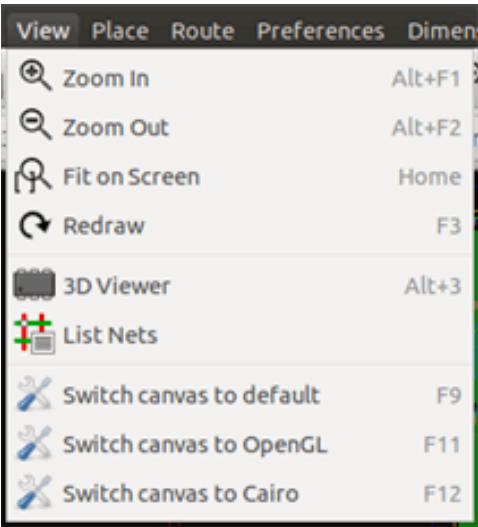 View Place Route Preferences Dimens
Zoom In Alt+F1
Zoom Out Alt+F2
Fit on Screen Home
Redraw F3
3D Viewer Alt+3
List Nets
Switch canvas to default F9
Switch canvas to OpenGL F11
Switch canvas to Cairo F12